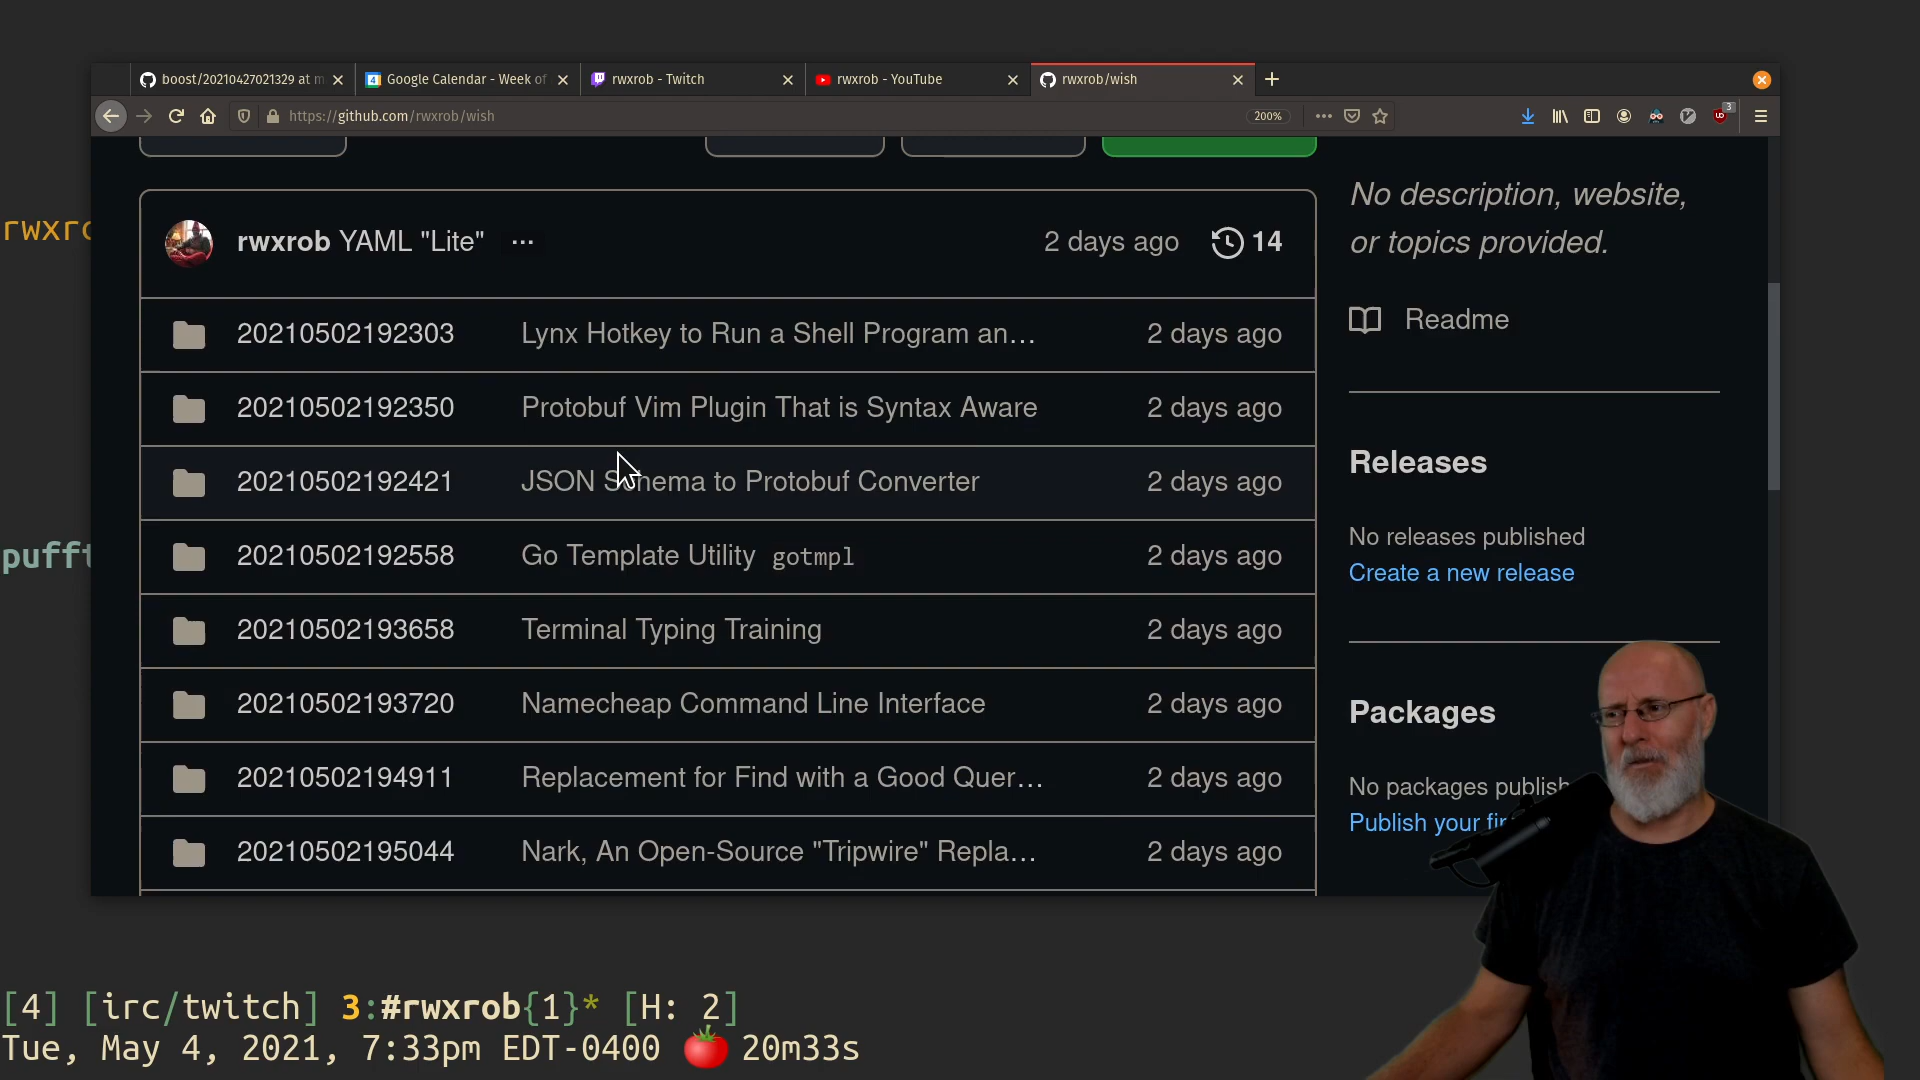 boost/20210427021329 at m
Google Calendar - Week of
rwxrob - Twitch
rwxrob - YouTube
rwxrob/wish
https://github.com/rwxrob/wish
200%
3
rwxro
pufft
rwxrob YAML "Lite" ... 2 days ago 14
20210502192303 Lynx Hotkey to Run a Shell Program an... 2 days ago
20210502192350 Protobuf Vim Plugin That is Syntax Aware 2 days ago
20210502192421 JSON Schema to Protobuf Converter 2 days ago
20210502192558 Go Template Utility gotmpl 2 days ago
20210502193658 Terminal Typing Training 2 days ago
20210502193720 Namecheap Command Line Interface 2 days ago
20210502194911 Replacement for Find with a Good Quer... 2 days ago
20210502195044 Nark, An Open-Source "Tripwire" Repla... 2 days ago
No description, website,
or topics provided.
Readme
Releases
No releases published
Create a new release
Packages
No packages publish
Publish your fir
[4] [irc/twitch] 3:#rwxrob{1}* [H: 2]
Tue, May 4, 2021, 7:33pm EDT-0400 🍅 20m33s